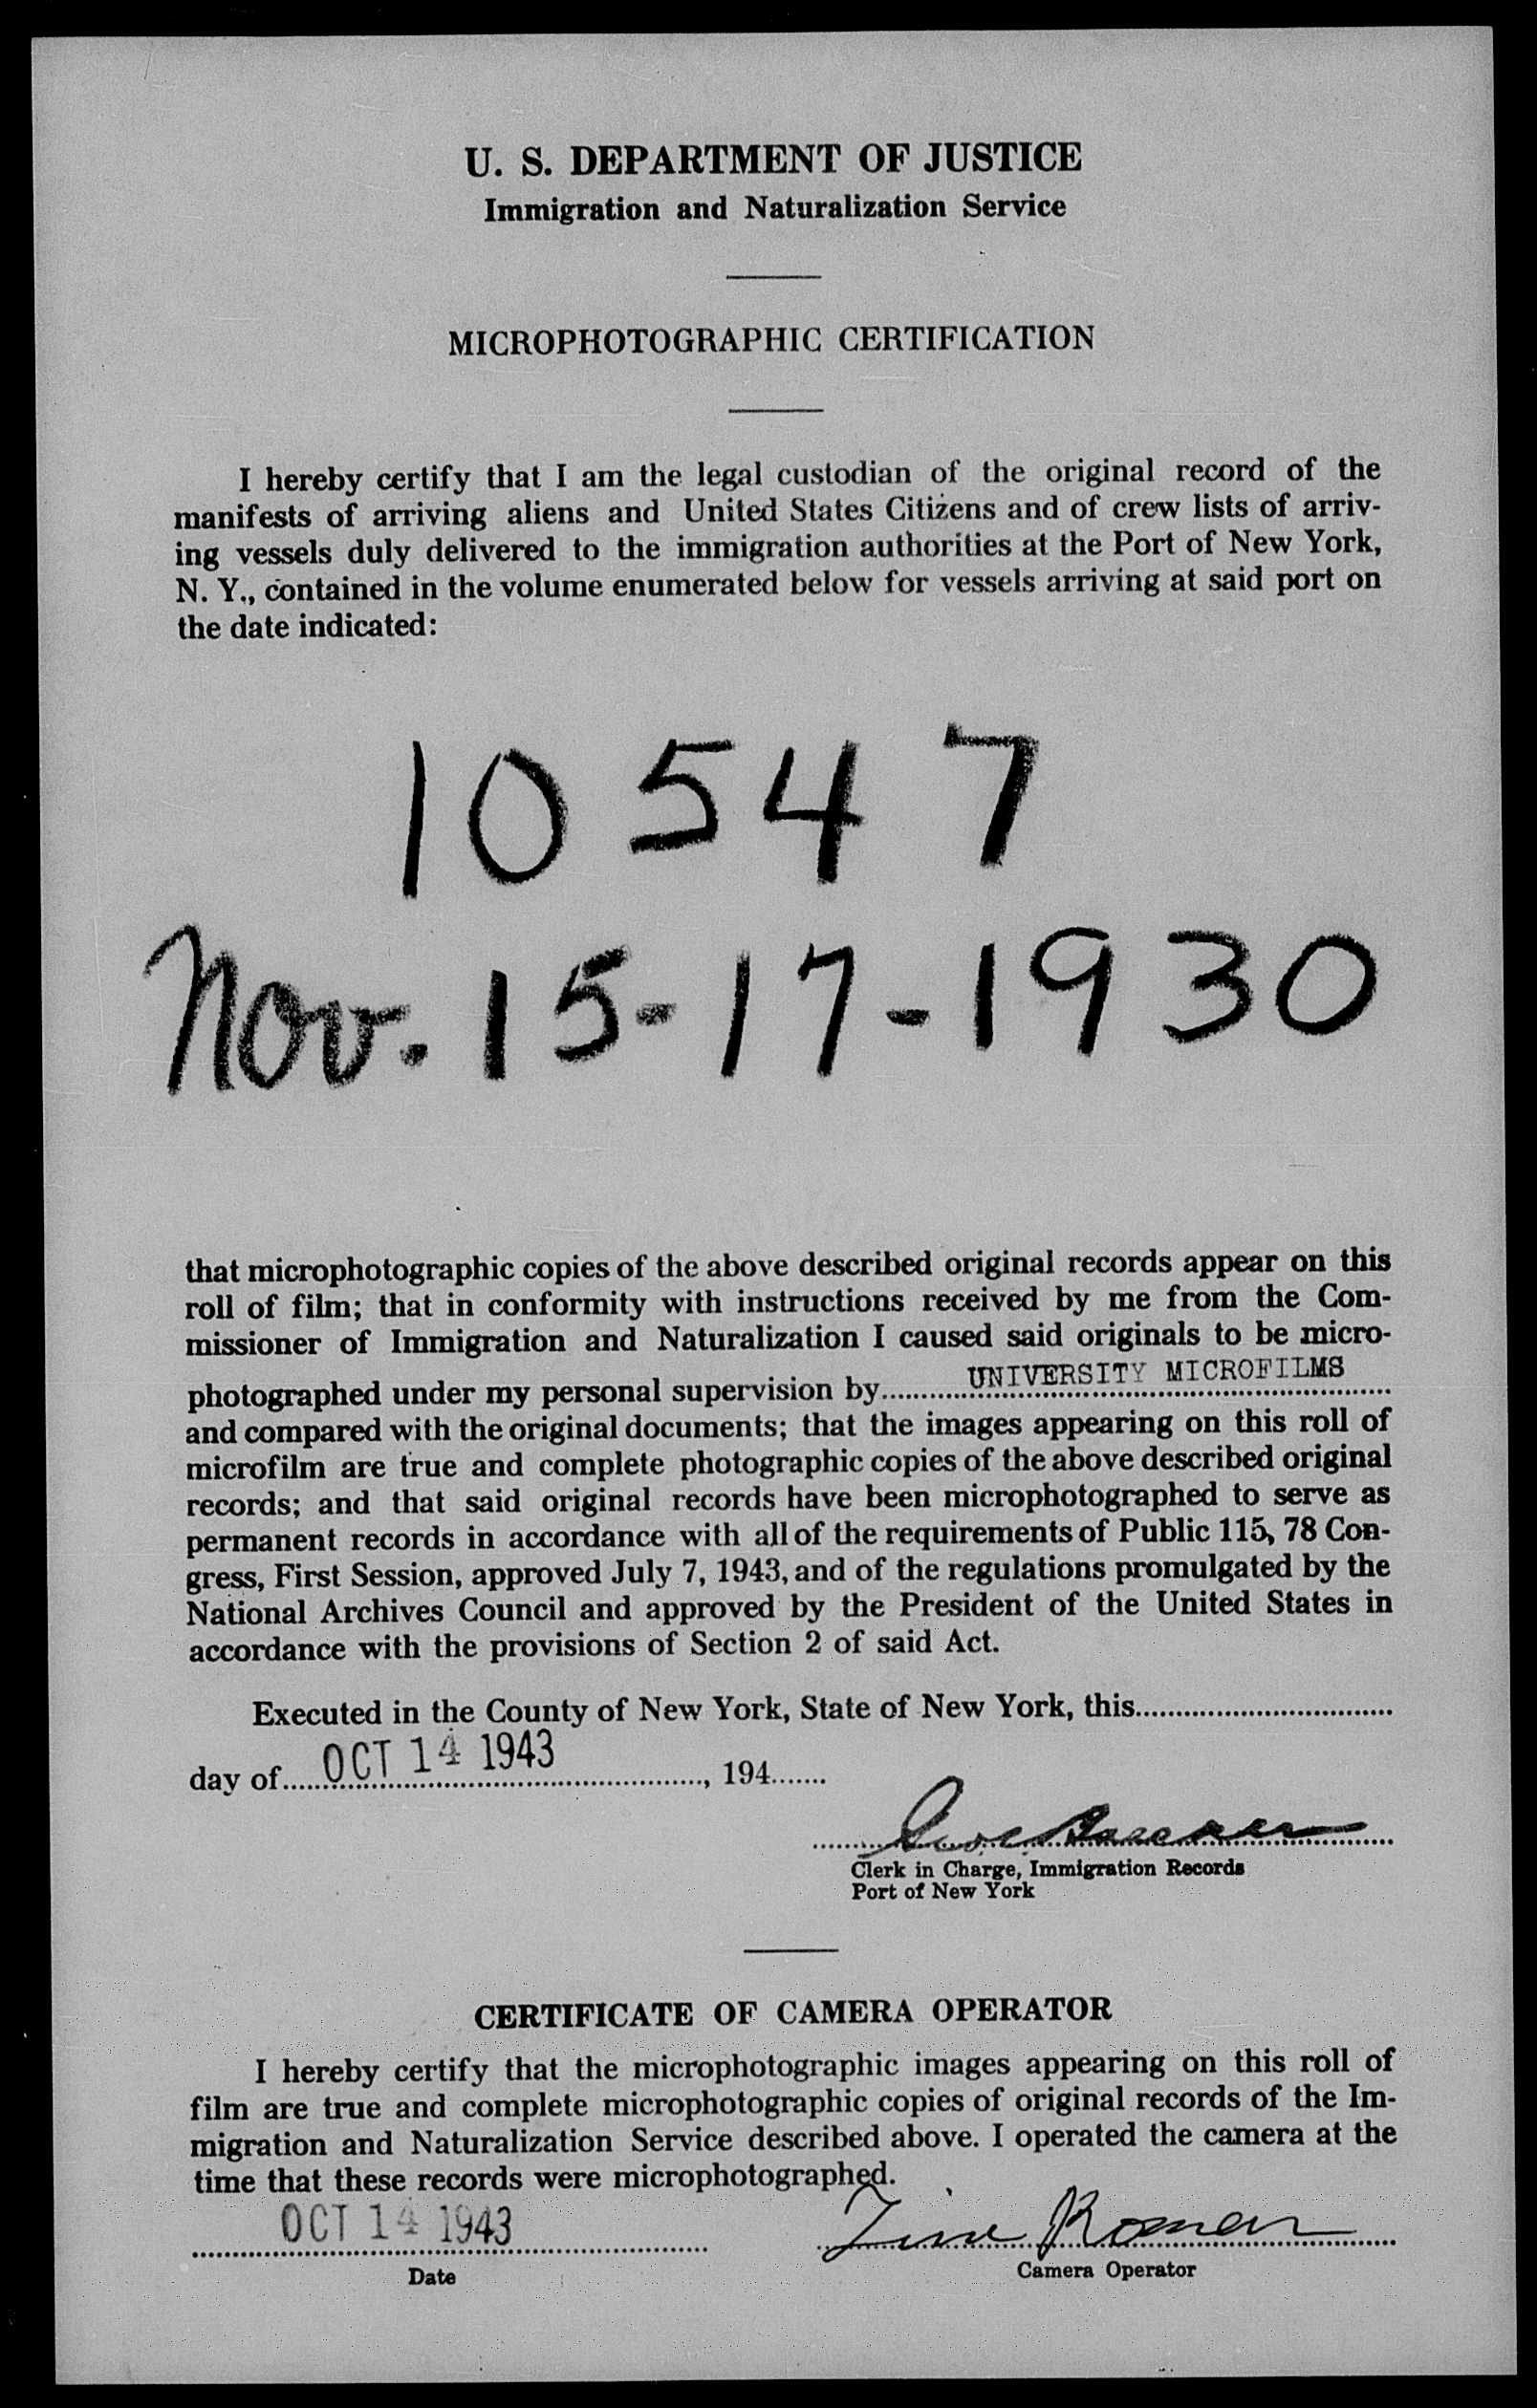 U. S. DEPARTMENT OF JUSTICE
Immigration and Naturalization Service
MICROPHOTOGRAPHIC CERTIFICATION
I hereby certify that I am the legal custodian of the original record of the
manifests of arriving aliens and United States Citizens and of crew lists of arriv-
ing vessels duly delivered to the immigration authorities at the Port of New York,
N. Y., contained in the volume enumerated below for vessels arriving at said port on
the date indicated:
10547
Nov. 15-17-1930
that microphotographic copies of the above described original records appear on this
roll of film; that in conformity with instructions received by me from the Com-
missioner of Immigration and Naturalization I caused said originals to be micro-
photographed under my personal supervision by UNIVERSITY MICROFILMS
and compared with the original documents; that the images appearing on this roll of
microfilm are true and complete photographic copies of the above described original
records; and that said original records have been microphotographed to serve as
permanent records in accordance with all of the requirements of Public 115, 78 Con-
gress, First Session, approved July 7, 1943, and of the regulations promulgated by the
National Archives Council and approved by the President of the United States in
accordance with the provisions of Section 2 of said Act.
Executed in the County of New York, State of New York, this
day of OCT 14 1943, 194
Clerk in Charge, Immigration Records
Port of New York
CERTIFICATE OF CAMERA OPERATOR
I hereby certify that the microphotographic images appearing on this roll of
film are true and complete microphotographic copies of original records of the Im-
migration and Naturalization Service described above. I operated the camera at the
time that these records were microphotographed.
OCT 14 1943 Roman
Date Camera Operator